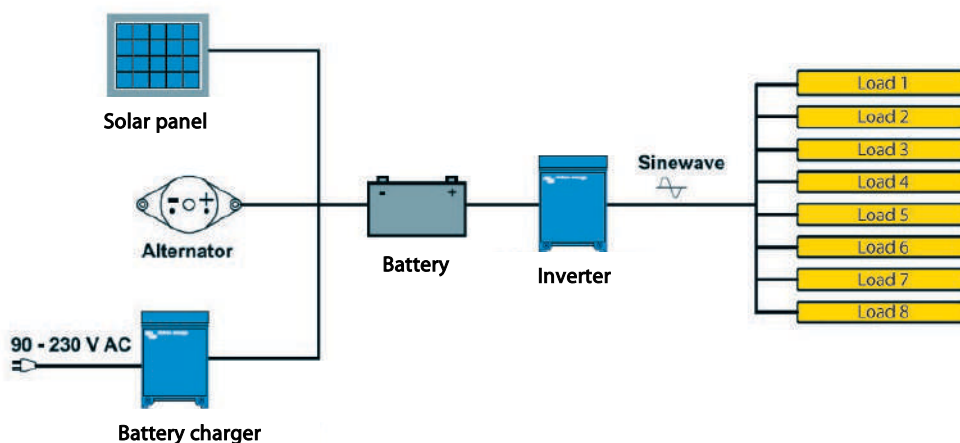 Solar panel
Alternator
90 - 230 V AC
Battery charger
Battery
Inverter
Sinewave
Load 1
Load 2
Load 3
Load 4
Load 5
Load 6
Load 7
Load 8